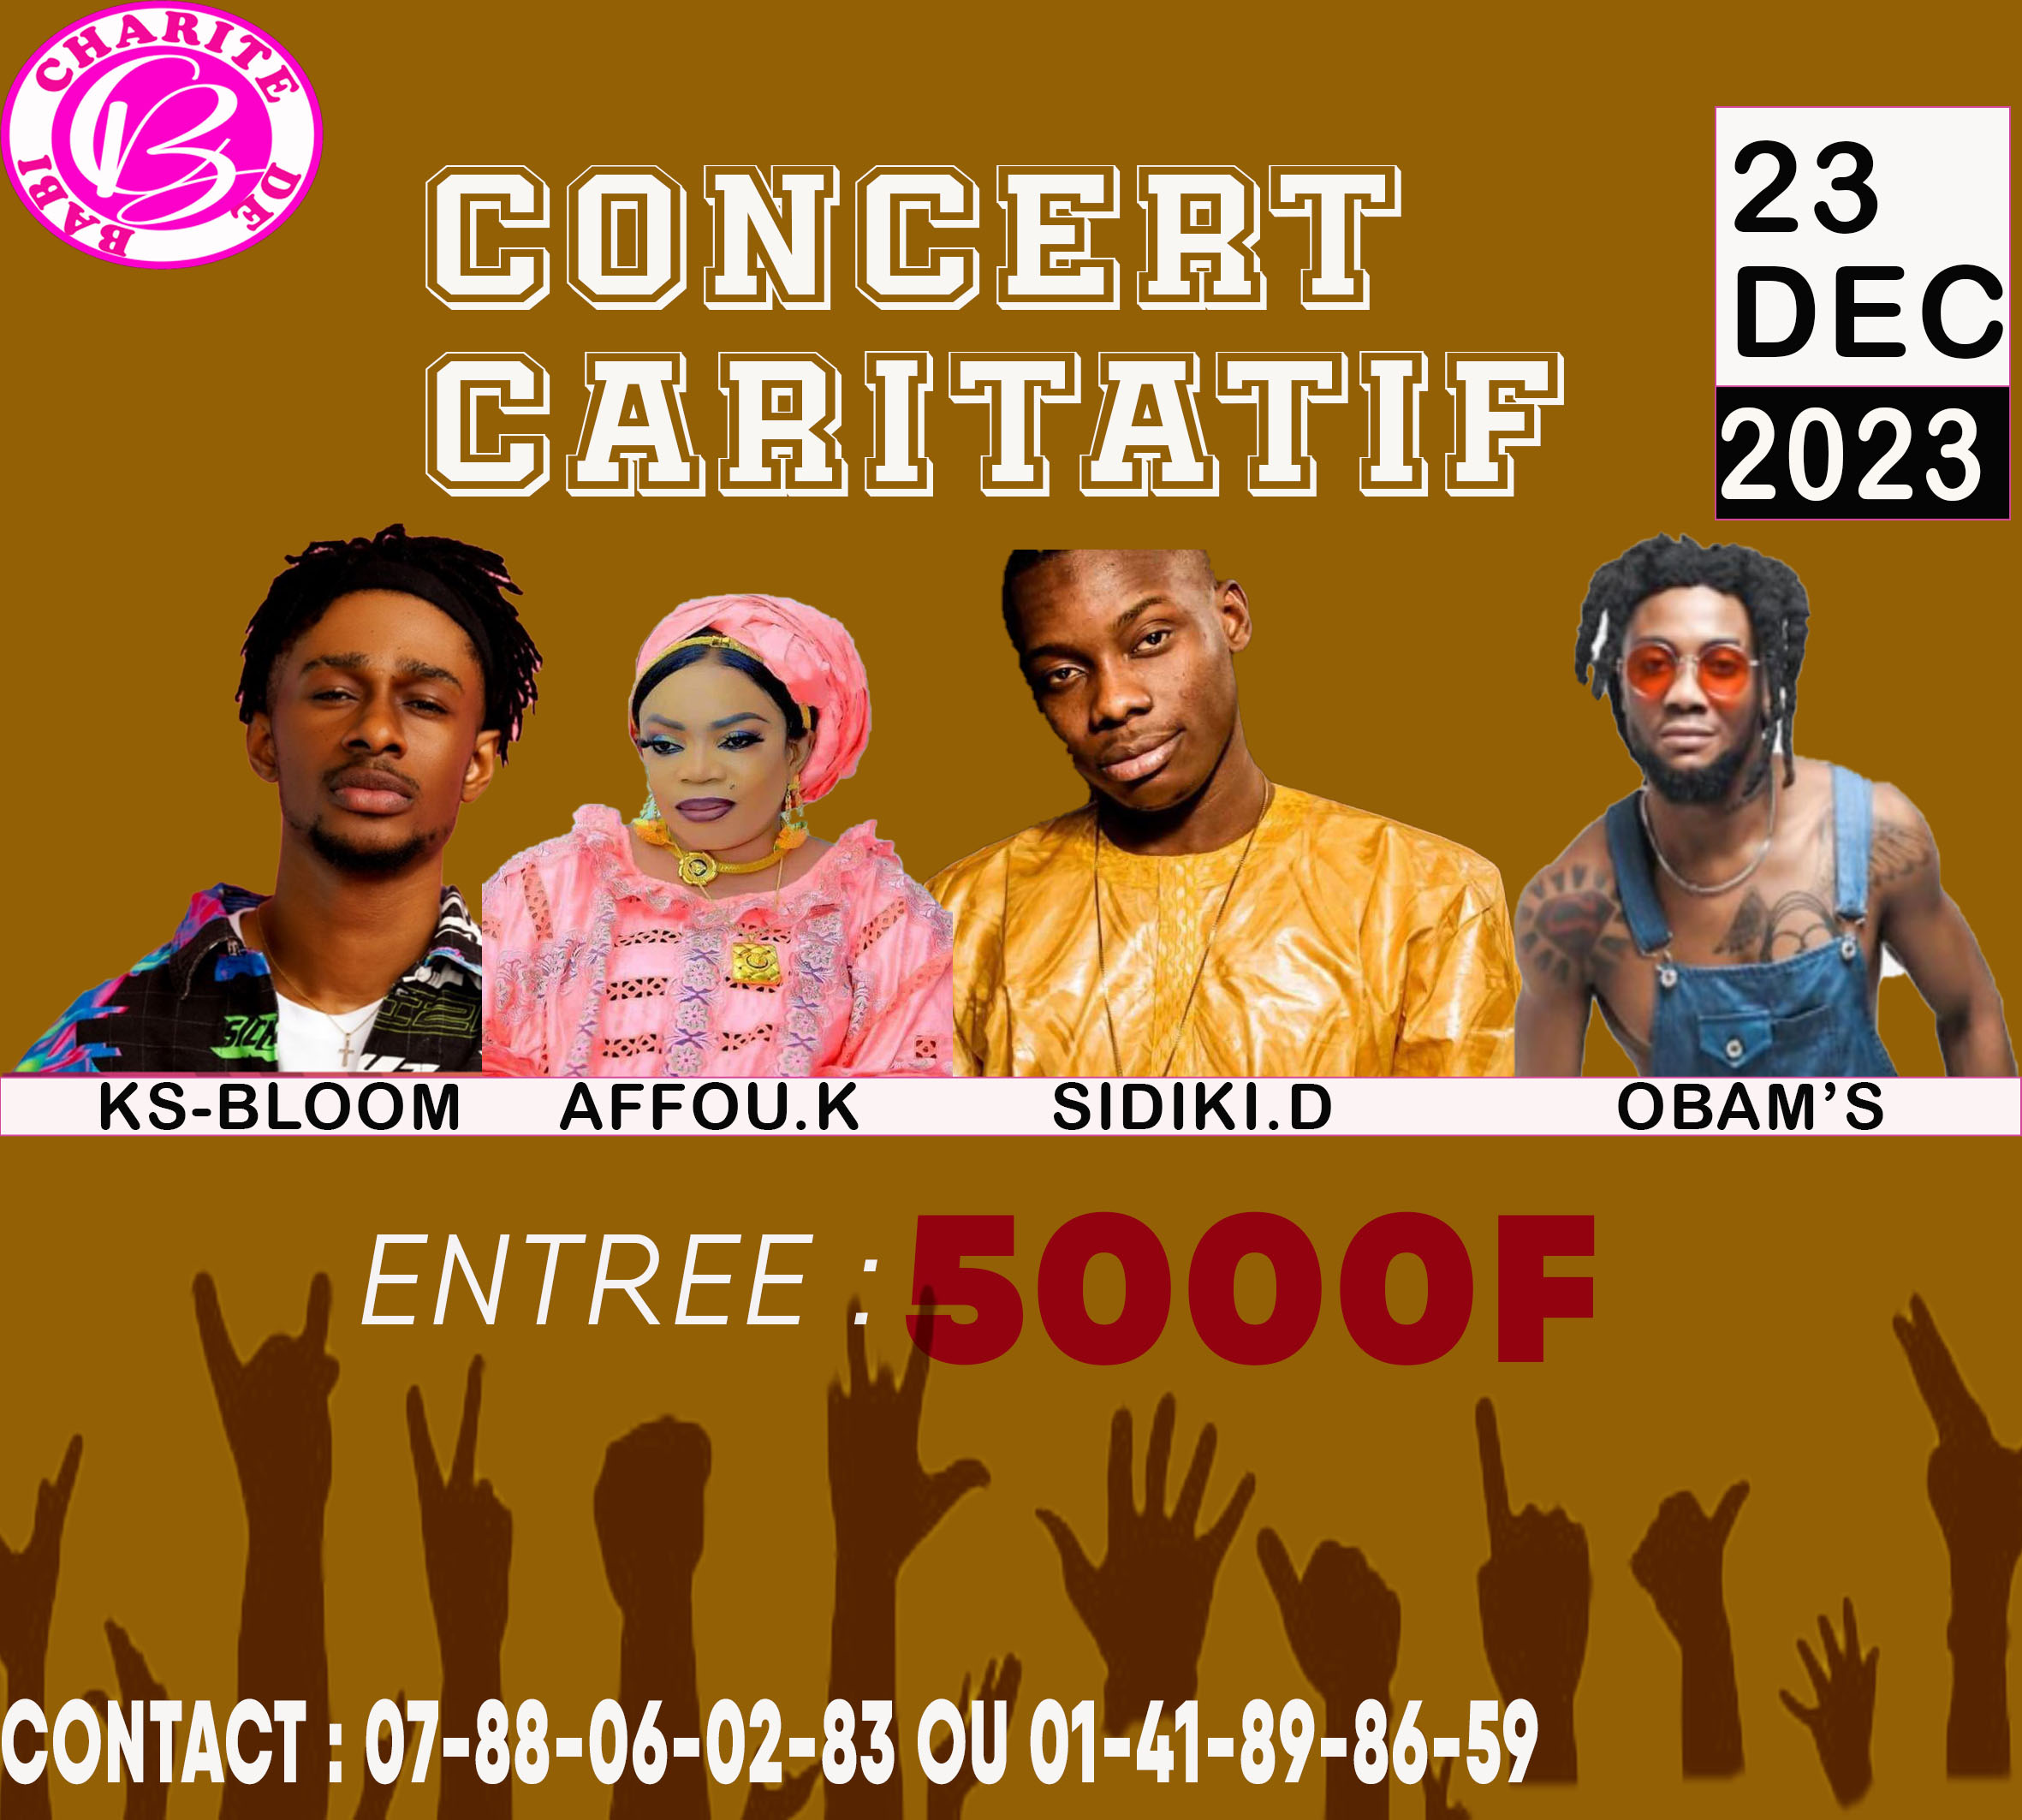 CHARITE DE BABI
CB
CONCERT
CARITATIF
23
DEC
2023
KS-BLOOM AFFOU.K SIDIKI.D OBAM’S
ENTREE : 5000F
CONTACT : 07-88-06-02-83 OU 01-41-89-86-59